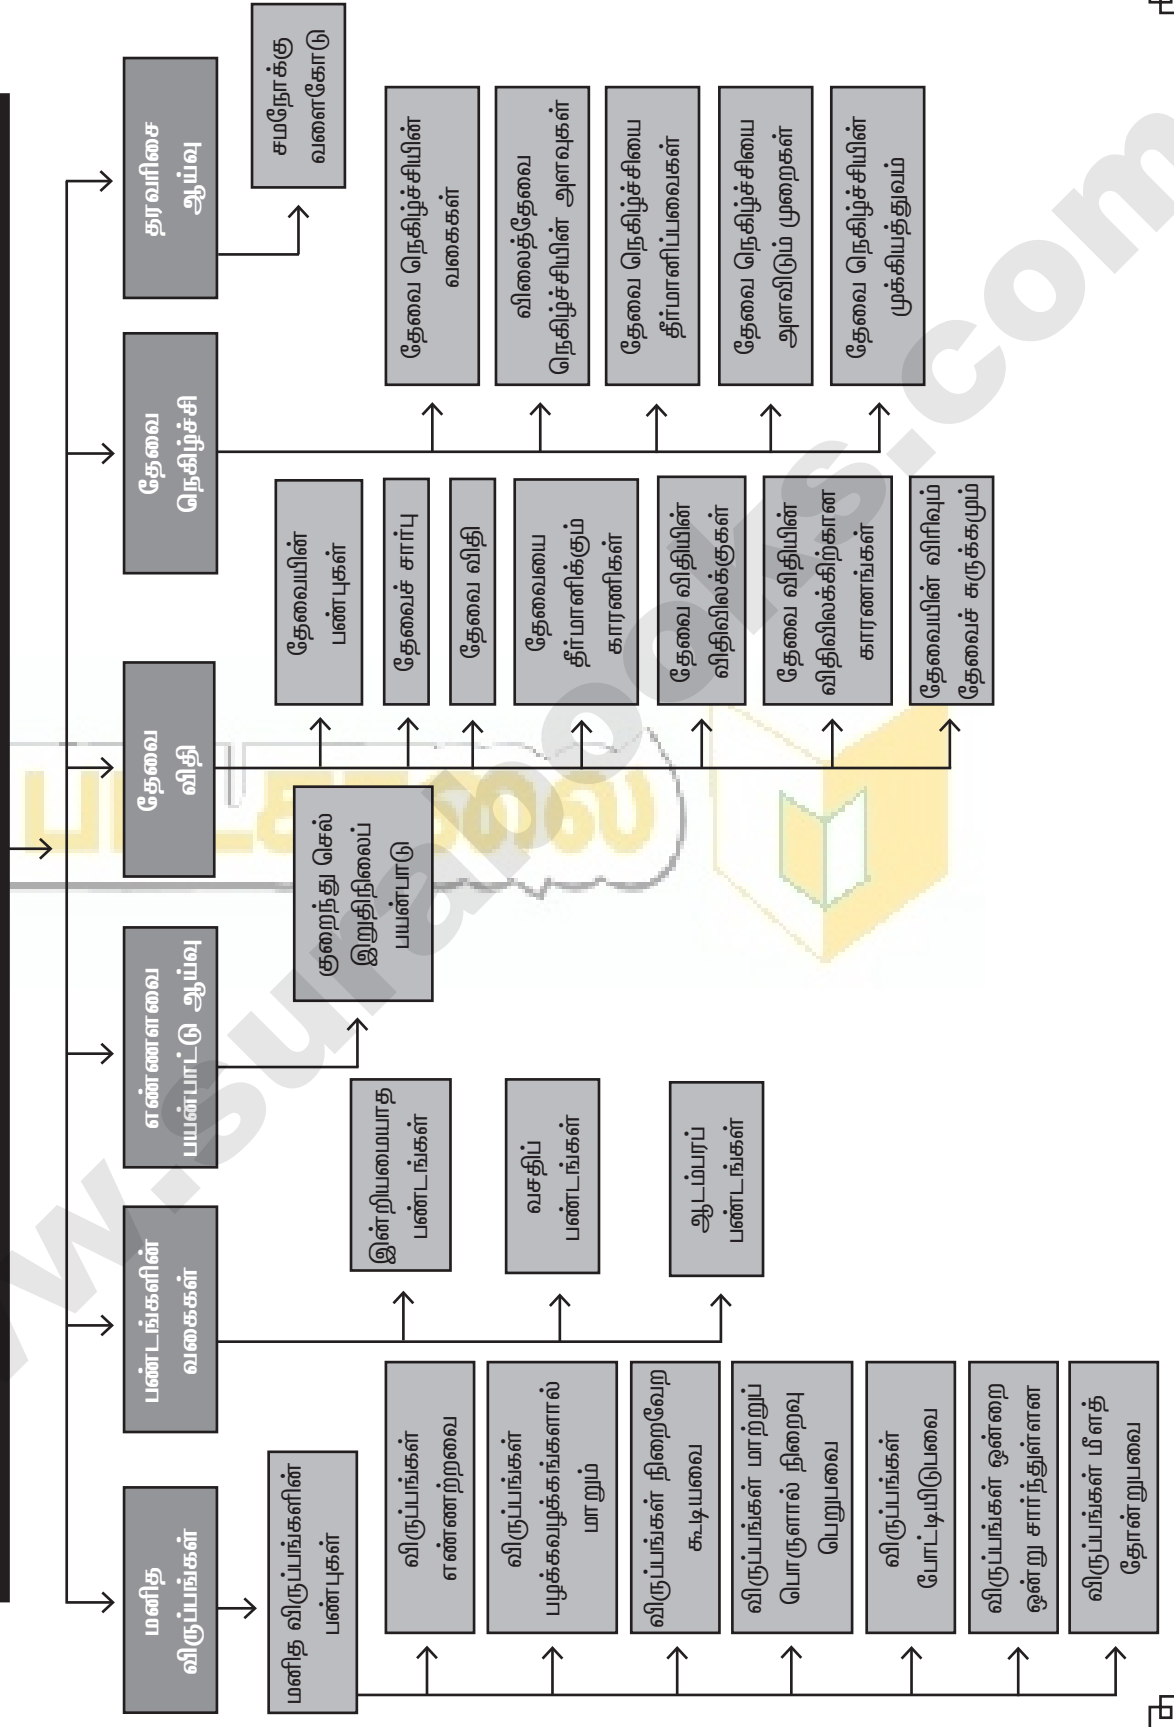 மனித
விருப்பங்கள்
மனித விருப்பங்களின்
பண்புகள்
விருப்பங்கள்
எண்ணற்றவை
விருப்பங்கள்
பழக்கவழக்கங்களால்
மாறும்
விருப்பங்கள் நிறைவேற
கூடியவை
விருப்பங்கள் மாற்றுப்
பொருளால் நிறைவு
பெறுபவை
விருப்பங்கள்
போட்டியிடுபவை
விருப்பங்கள் ஒன்றை
ஒன்று சார்ந்துள்ளன
விருப்பங்கள் மீளத்
தோன்றுபவை
பண்டங்களின்
வகைகள்
இன்றியமையாத
பண்டங்கள்
வசதிப்
பண்டங்கள்
ஆடம்பரப்
பண்டங்கள்
எண்ணளவை
பயன்பாட்டு ஆய்வு
குறைந்து செல்
இறுதிநிலைப்
பயன்பாடு
தேவை
விதி
தேவையின்
பண்புகள்
தேவைச் சார்பு
தேவை விதி
தேவையை
தீர்மானிக்கும்
காரணிகள்
தேவை விதியின்
விதிவிலக்குகள்
தேவை விதியின்
விதிவிலக்கிற்கான
காரணங்கள்
தேவையின் விரிவும்
தேவைச் சுருக்கமும்
தேவை
நெகிழ்ச்சி
தேவை நெகிழ்ச்சியின்
வகைகள்
விலைத்தேவை
நெகிழ்ச்சியின் அளவுகள்
தேவை நெகிழ்ச்சியை
தீர்மானிப்பவைகள்
தேவை நெகிழ்ச்சியை
அளவிடும் முறைகள்
தேவை நெகிழ்ச்சியின்
முக்கியத்துவம்
தரவரிசை
ஆய்வு
சமநோக்கு
வளைகோடு
w.surabooks.com
பாடசாலை